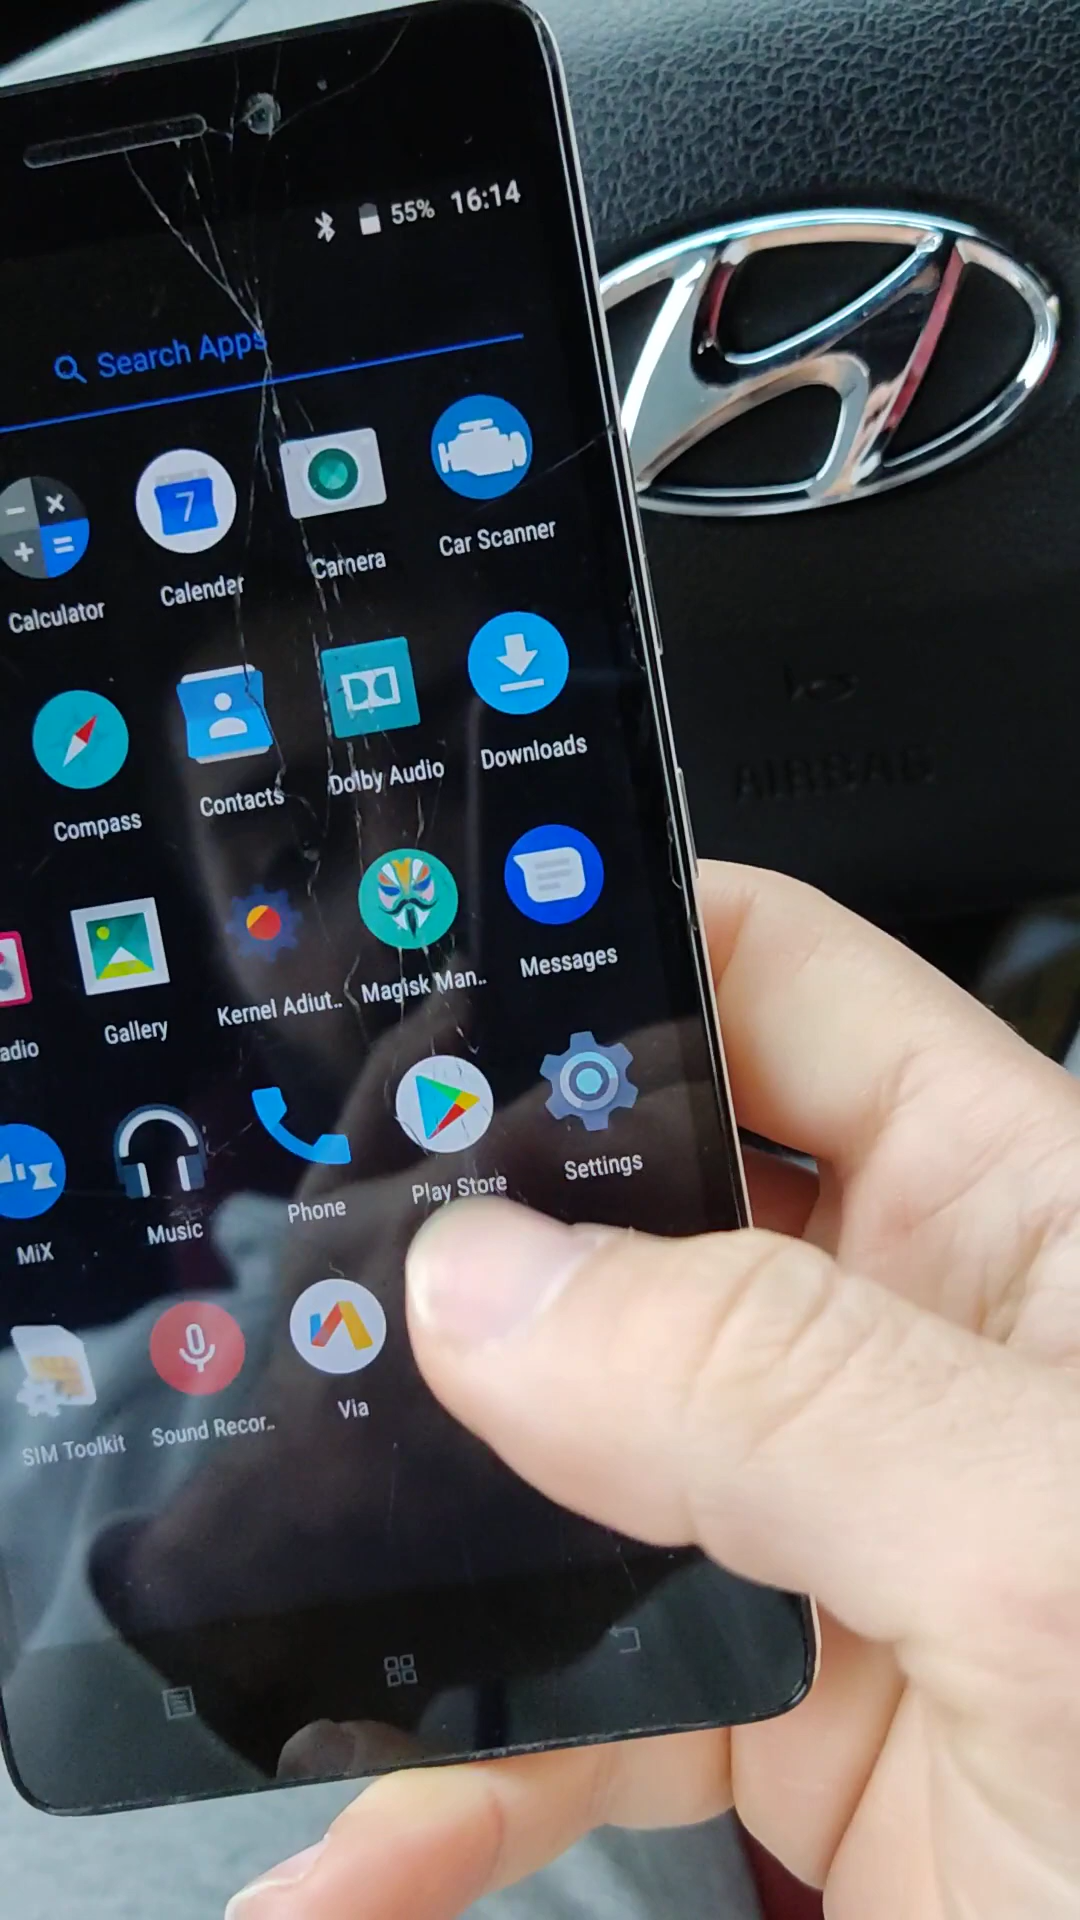 55% 16:14
Search Apps
Calculator
Calendar
7
Camera
Car Scanner
Compass
Contacts
Dolby Audio
Downloads
adio
Gallery
Kernel Adiut..
Magisk Man..
Messages
MiX
Music
Phone
Play Store
Settings
SIM Toolkit
Sound Recor..
Via
AIRBAG